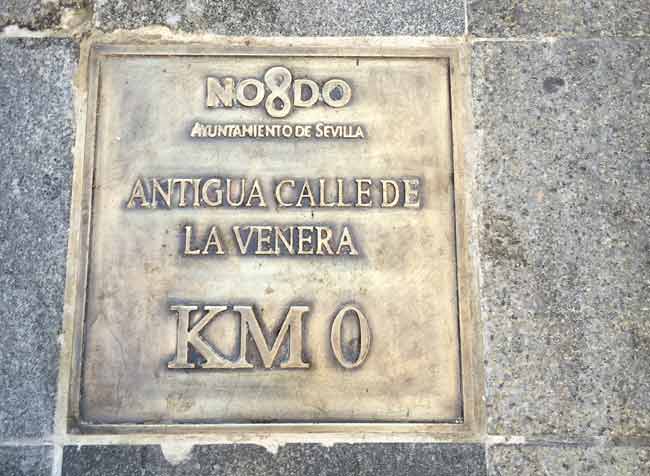 NO8DO
AYUNTAMIENTO DE SEVILLA
ANTIGUA CALLE DE
LA VENERA
KM 0